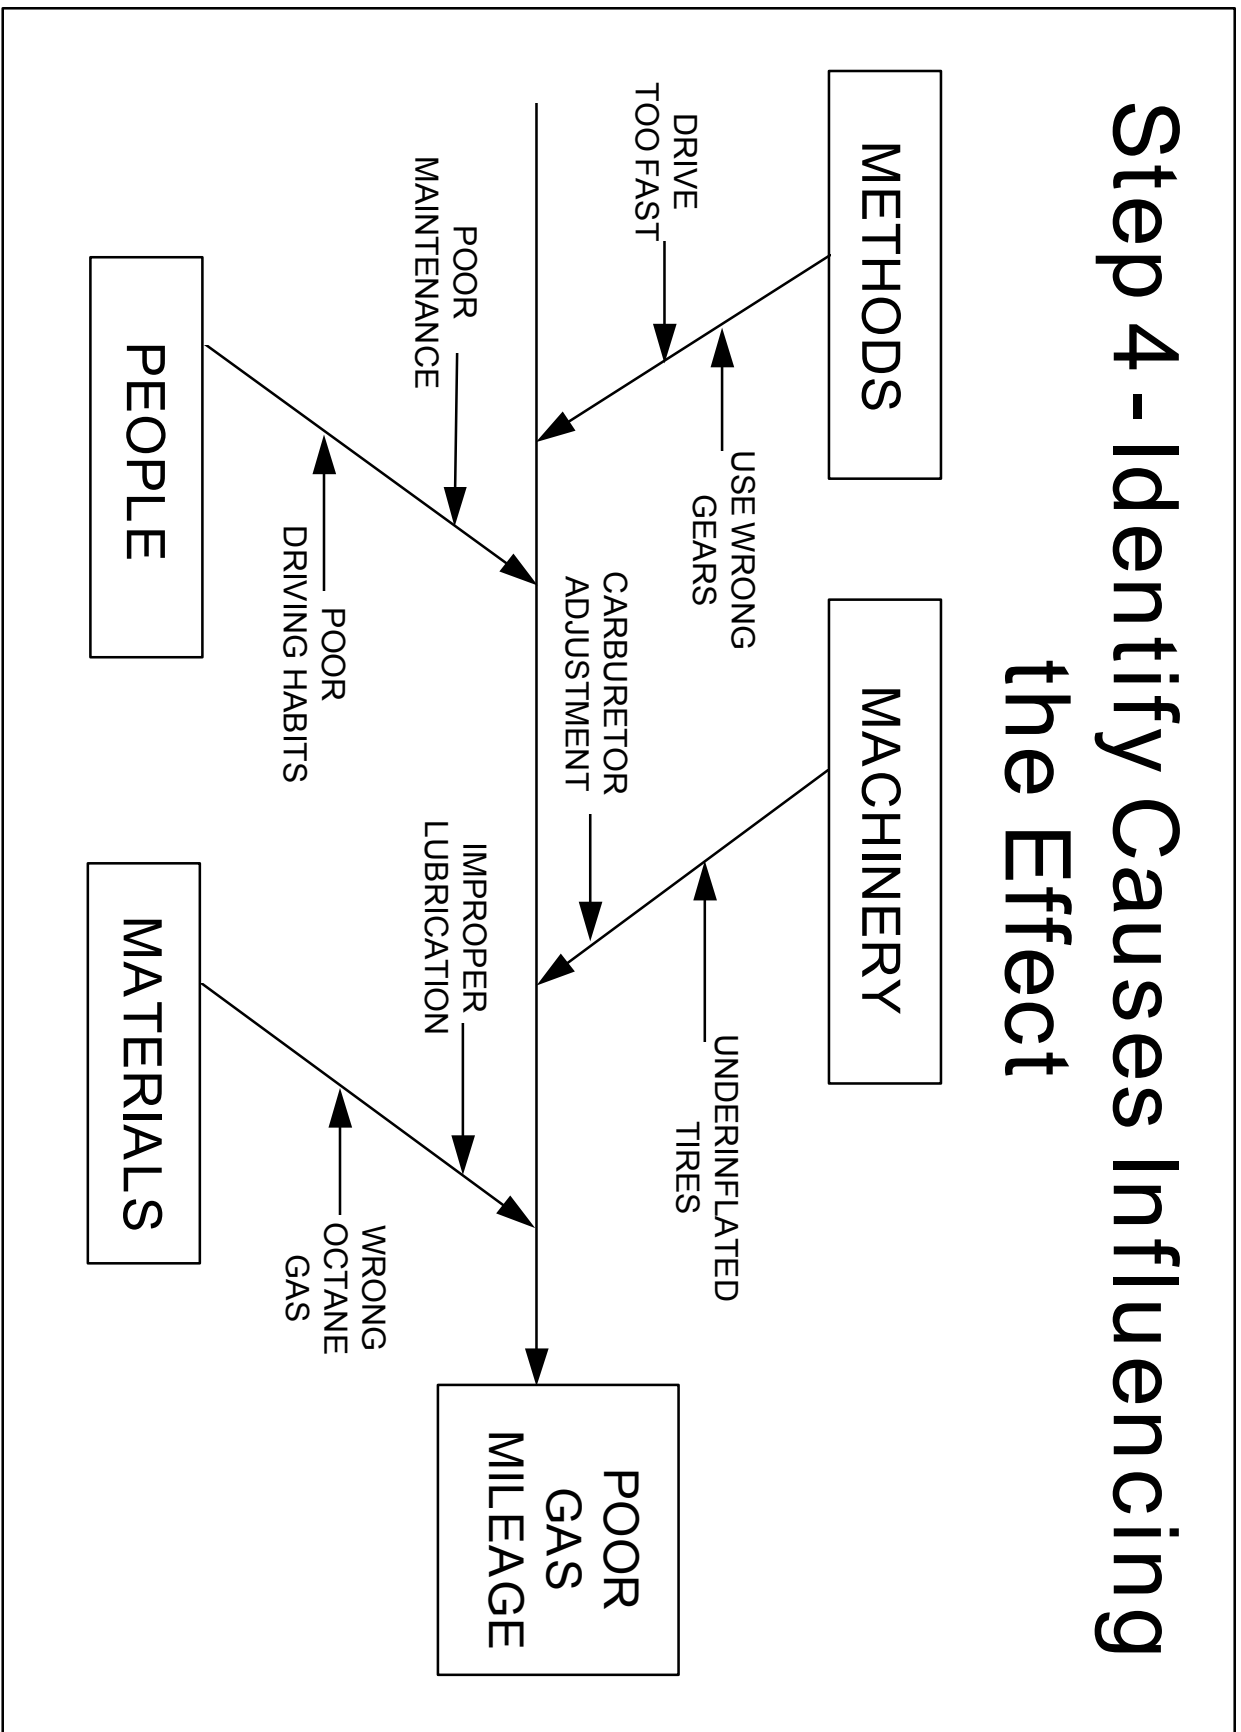 Step 4 - Identify Causes Influencing
the Effect
METHODS
MACHINERY
DRIVE
TOO FAST
USE WRONG
GEARS
CARBURETOR
ADJUSTMENT
UNDERINFLATED
TIRES
POOR
GAS
MILEAGE
POOR
MAINTENANCE
POOR
DRIVING HABITS
IMPROPER
LUBRICATION
WRONG
OCTANE
GAS
PEOPLE
MATERIALS